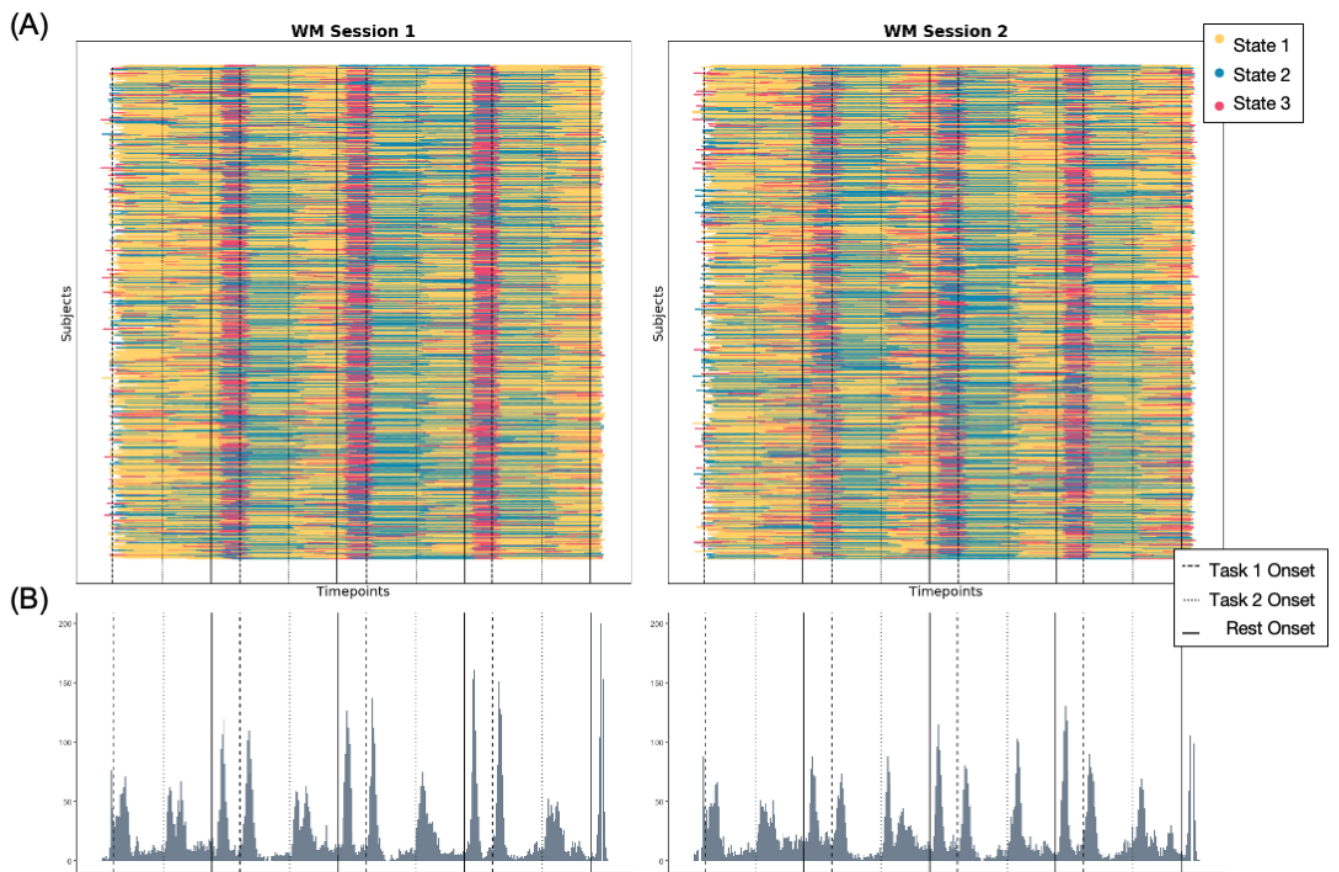 (A)
WM Session 1
WM Session 2
State 1
State 2
State 3
Subjects
Subjects
Timepoints
Timepoints
Task 1 Onset
Task 2 Onset
Rest Onset
(B)
200
150
100
50
0
200
150
100
50
0